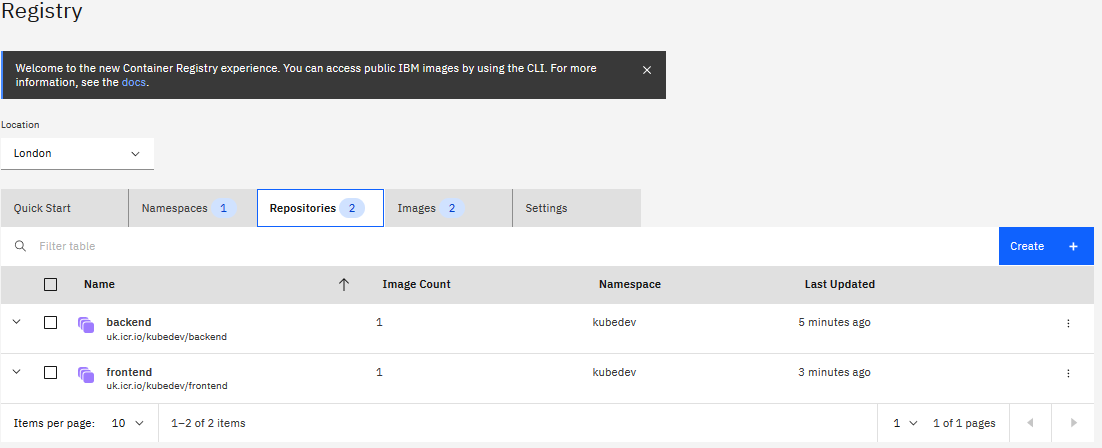 Registry
Welcome to the new Container Registry experience. You can access public IBM images by using the CLI. For more
information, see the docs.
Location
London
Quick Start Namespaces 1 Repositories 2 Images 2 Settings
Filter table Create +
Name Image Count Namespace Last Updated
backend 1 kubedev 5 minutes ago
uk.icr.io/kubedev/backend
frontend 1 kubedev 3 minutes ago
uk.icr.io/kubedev/frontend
Items per page: 10 1–2 of 2 items 1 1 of 1 pages